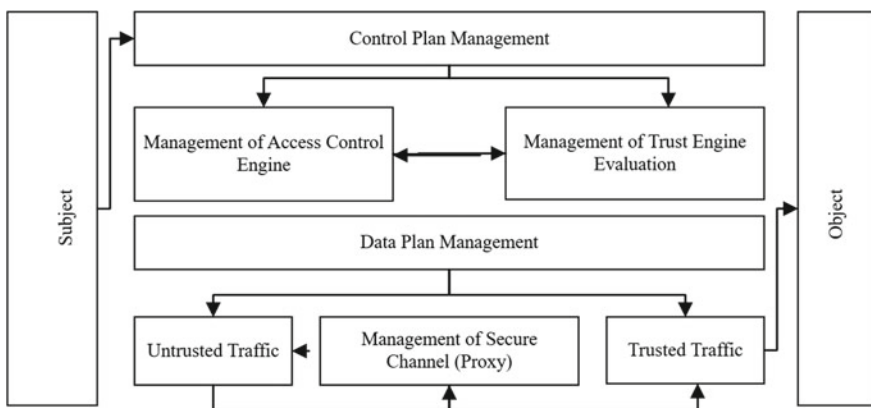 Subject
Control Plan Management
Management of Access Control
Engine
Management of Trust Engine
Evaluation
Data Plan Management
Untrusted Traffic
Management of Secure
Channel (Proxy)
Trusted Traffic
Object